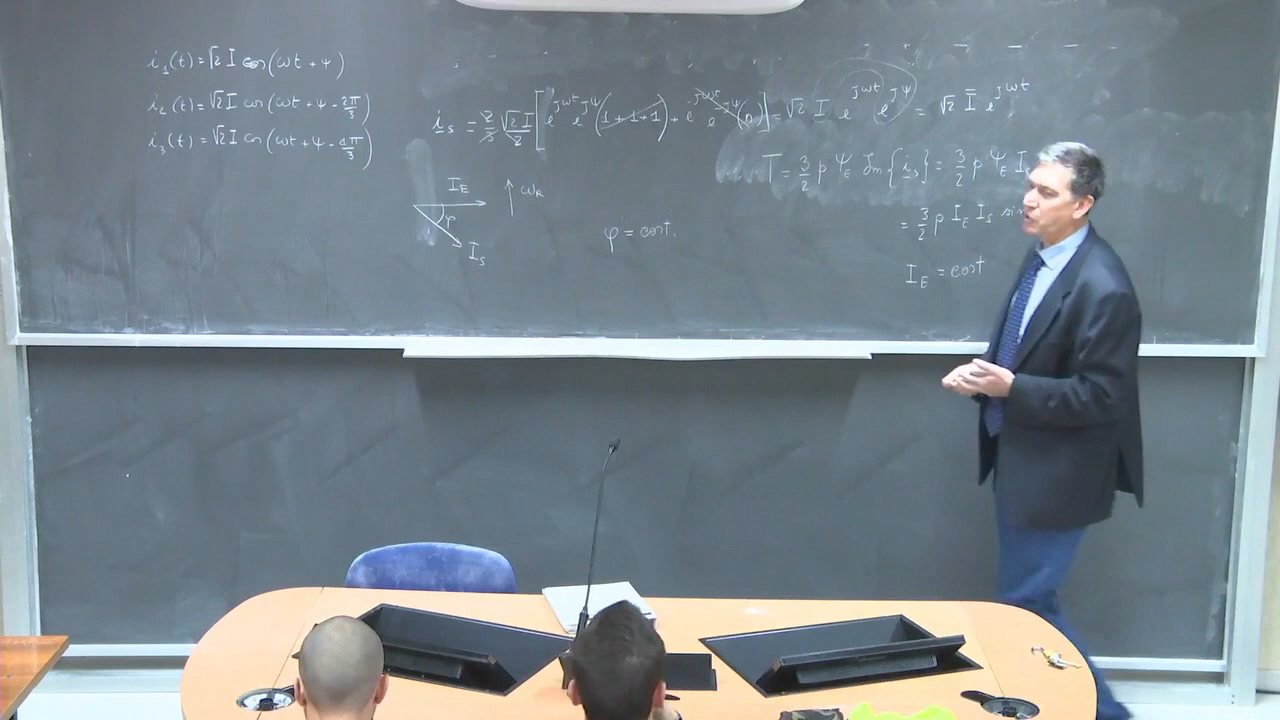 i₁(t) = √2 I cos(ωt + ψ)
i₂(t) = √2 I cos(ωt + ψ - 2π/3)
i₃(t) = √2 I cos(ωt + ψ - 4π/3)
i_s = 2/3 √2 I/2 [e^{jωt} e^{jψ} (1+1+1) + e^{-jωt} e^{-jψ} (0)] = √2 I e^{jωt} e^{jψ} = √2 Ī e^{jωt}
T = 3/2 p Ψ_E Im{i_s} = 3/2 p Ψ_E I
= 3/2 p I_E I_s sin
I_E
ω_R
γ
I_s
φ = cost.
I_E = cost